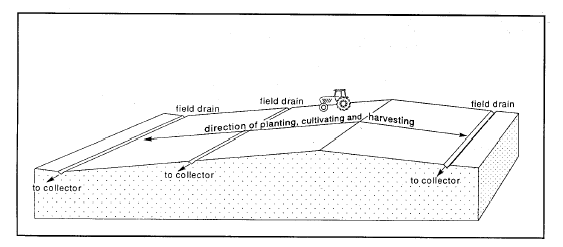 field drain
field drain
field drain
direction of planting, cultivating and harvesting
to collector
to collector
to collector